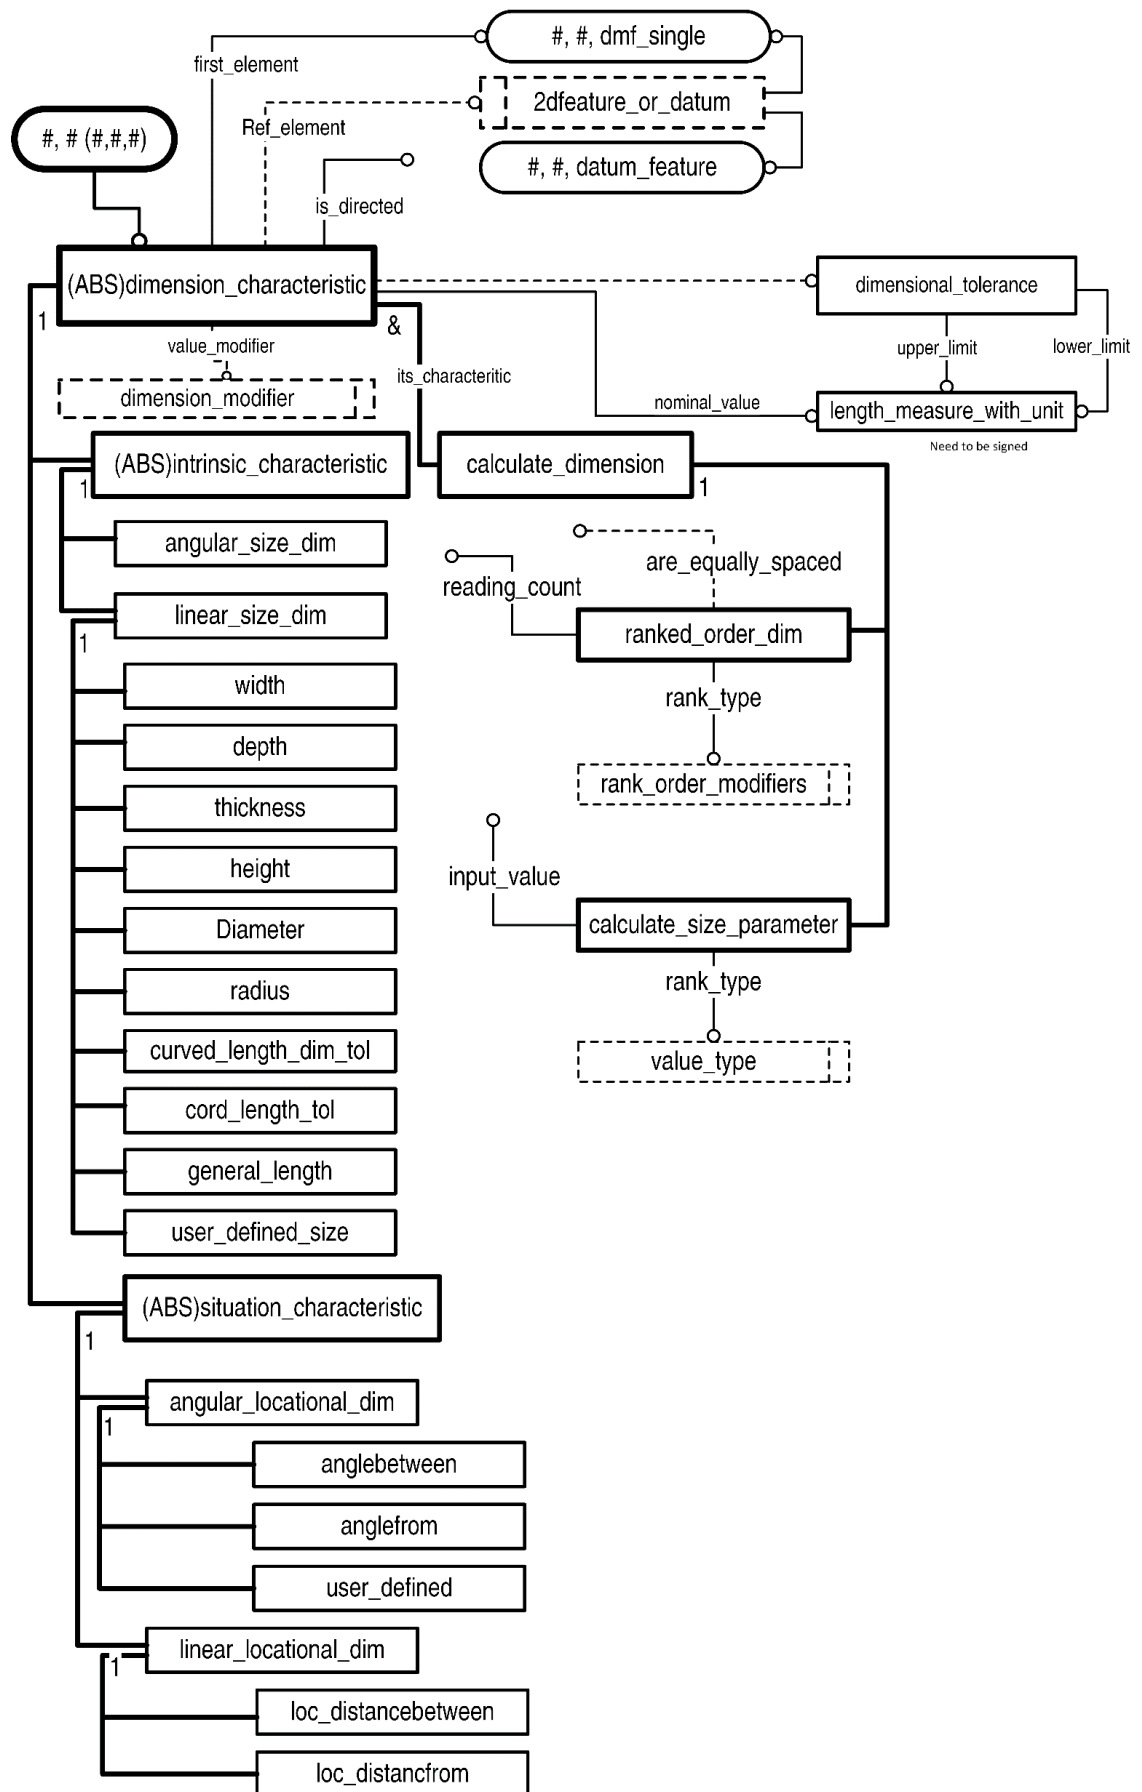 #, #, dmf_single
first_element
2dfeature_or_datum
Ref_element
#, # (#,#,#)
#, #, datum_feature
is_directed
(ABS)dimension_characteristic
dimensional_tolerance
1
&
value_modifier
upper_limit
lower_limit
its_characteritic
dimension_modifier
nominal_value
length_measure_with_unit
Need to be signed
(ABS)intrinsic_characteristic
calculate_dimension
1
1
angular_size_dim
are_equally_spaced
reading_count
linear_size_dim
1
ranked_order_dim
width
rank_type
depth
rank_order_modifiers
thickness
height
input_value
Diameter
calculate_size_parameter
radius
rank_type
curved_length_dim_tol
value_type
cord_length_tol
general_length
user_defined_size
(ABS)situation_characteristic
1
angular_locational_dim
1
anglebetween
anglefrom
user_defined
linear_locational_dim
1
loc_distancebetween
loc_distancfrom